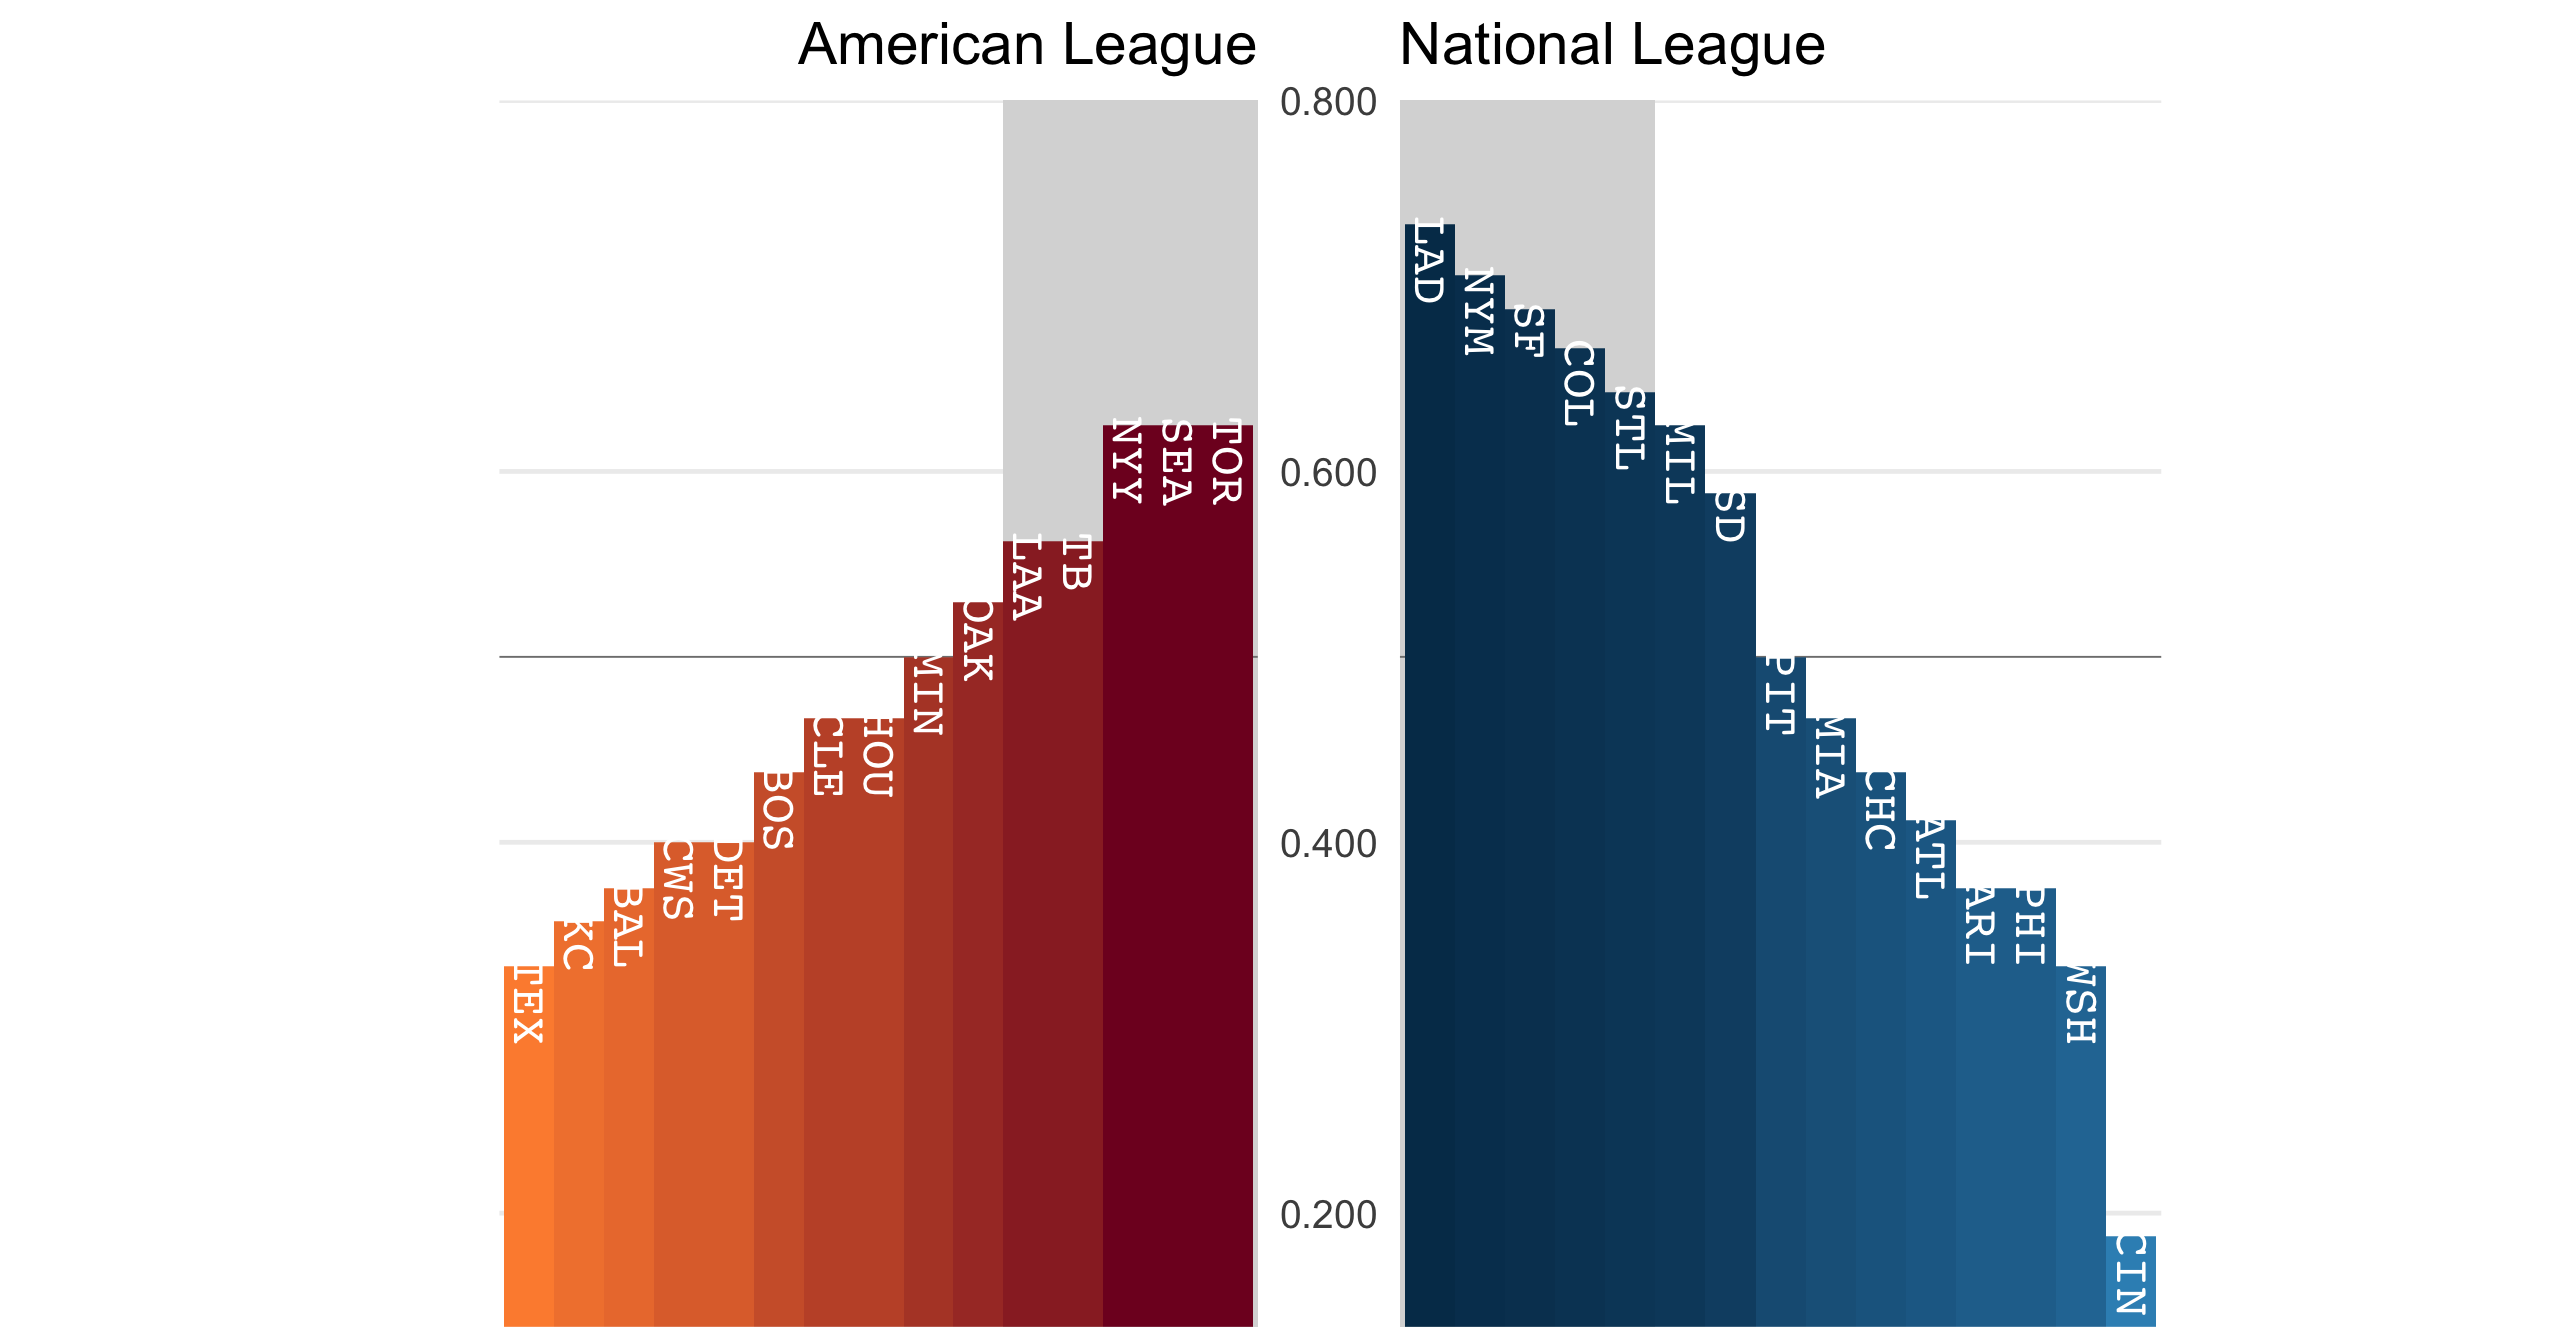 American League
National League
0.800
0.600
0.400
0.200
TEX
KC
BAL
CWS
DET
BOS
CLE
HOU
MIN
OAK
LAA
TB
NYY
SEA
TOR
LAD
NYM
SF
COL
STL
MIL
SD
PIT
MIA
CHC
ATL
ARI
PHI
WSH
CIN